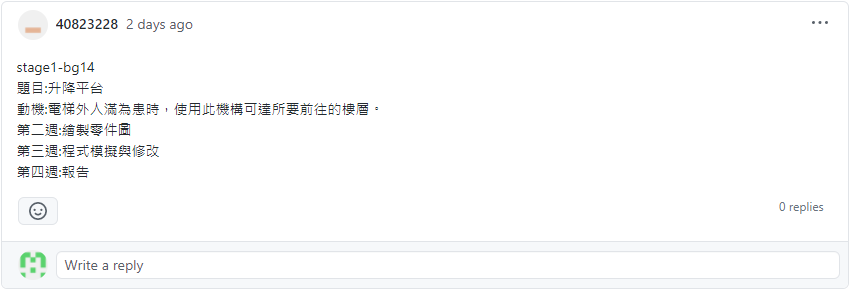 40823228 2 days ago
stage1-bg14
題目:升降平台
動機:電梯外人滿為患時，使用此機構可達所要前往的樓層。
第二週:繪製零件圖
第三週:程式模擬與修改
第四週:報告
0 replies
Write a reply